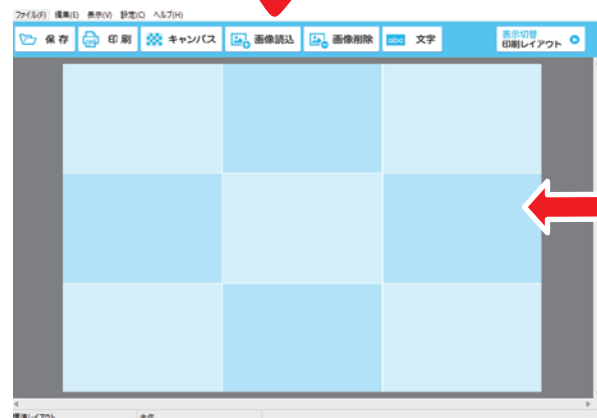 ファイル(F) 編集(E) 表示(V) 設定(C) ヘルプ(H)
保存 印刷 キャンバス 画像読込 abc 画像削除 文字
表示切替
印刷レイアウト